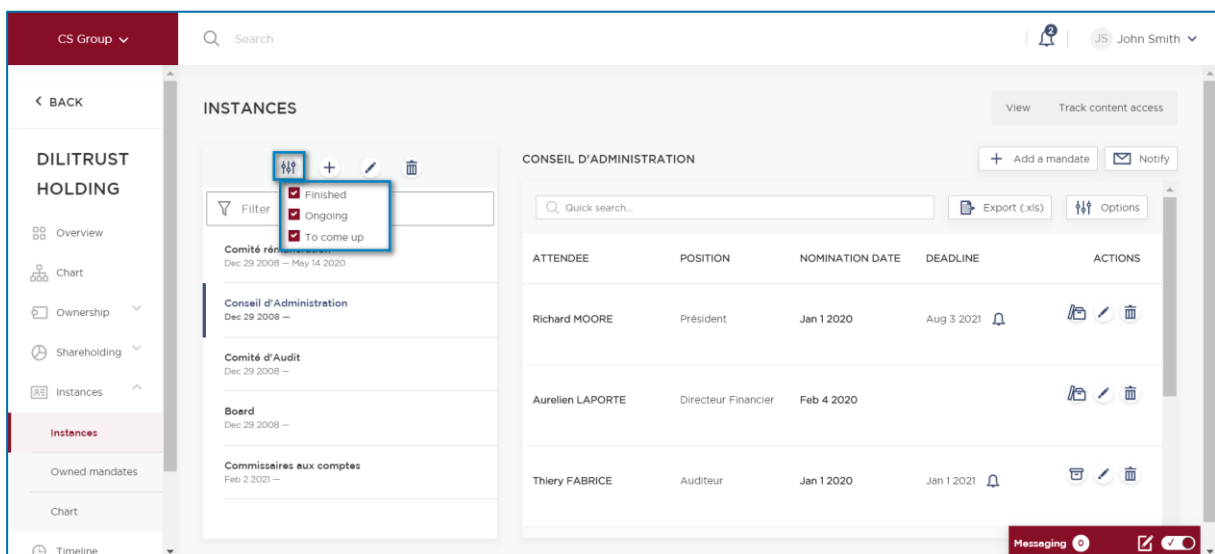 CS Group
Search
2
JS John Smith
BACK
DILITRUST
HOLDING
Overview
Chart
Ownership
Shareholding
Instances
Instances
Owned mandates
Chart
Timeline
INSTANCES
View Track content access
Finished
Ongoing
To come up
Filter
Comité
Dec 29 2008 — May 14 2020
Conseil d'Administration
Dec 29 2008 —
Comité d'Audit
Dec 29 2008 —
Board
Dec 29 2008 —
Commissaires aux comptes
Feb 2 2021 —
CONSEIL D'ADMINISTRATION
+ Add a mandate Notify
Quick search...
Export (.xls) Options
ATTENDEE POSITION NOMINATION DATE DEADLINE ACTIONS
Richard MOORE Président Jan 1 2020 Aug 3 2021
Aurelien LAPORTE Directeur Financier Feb 4 2020
Thiery FABRICE Auditeur Jan 1 2020 Jan 1 2021
Messaging 0